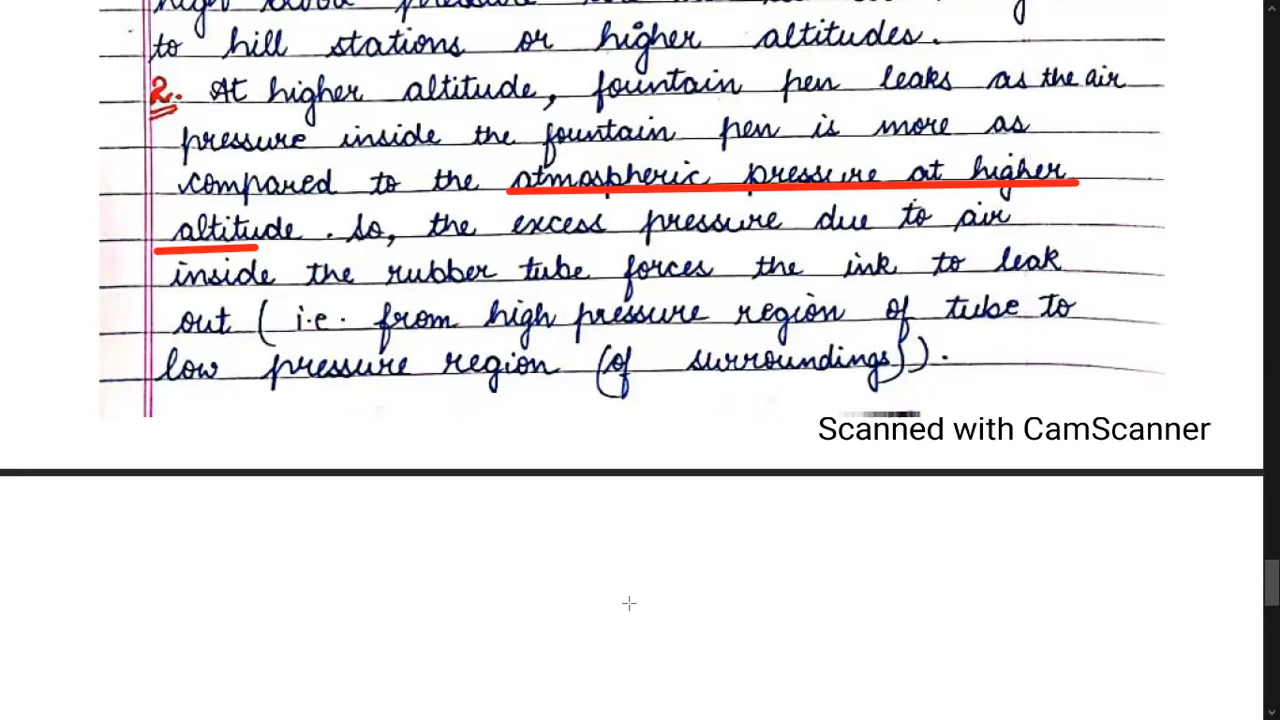 high blood pressure
to hill stations or higher altitudes.
2. At higher altitude, fountain pen leaks as the air
pressure inside the fountain pen is more as
compared to the atmospheric pressure at higher
altitude. So, the excess pressure due to air
inside the rubber tube forces the ink to leak
out (i.e. from high pressure region of tube to
low pressure region (of surroundings)).
Scanned with CamScanner